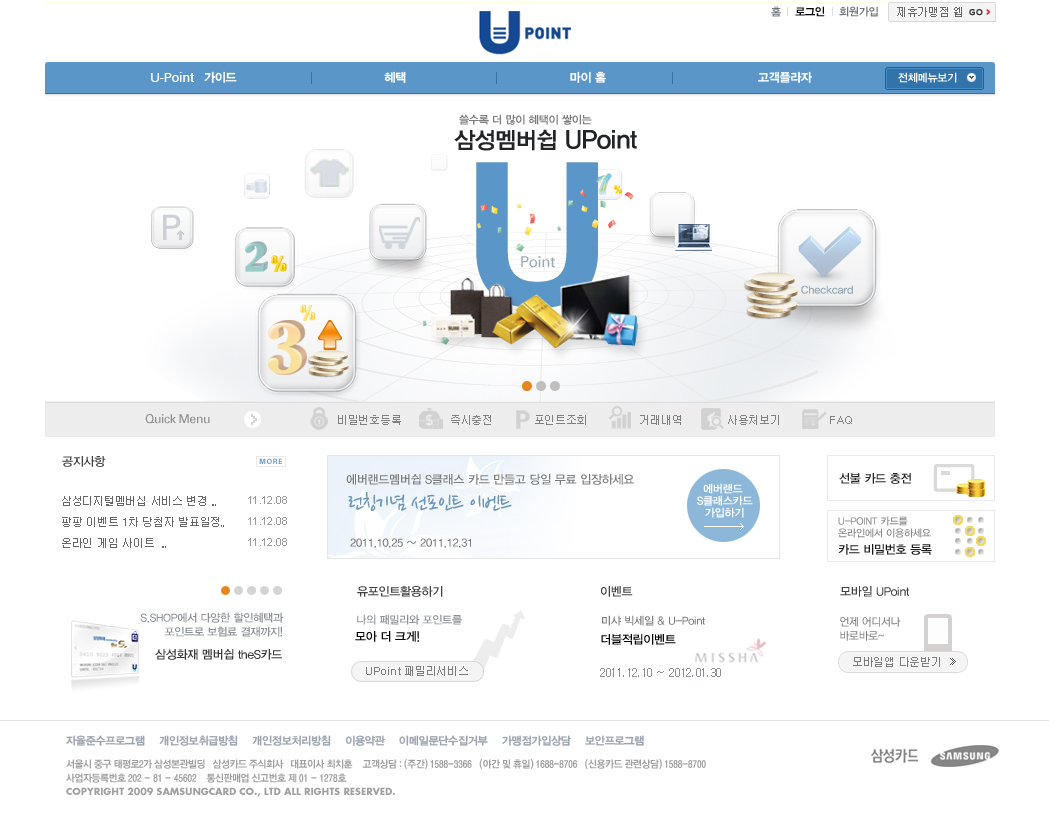 홈 로그인 회원가입 제휴가맹점 웹 GO
U POINT
U-Point 가이드 혜택 마이 홈 고객플라자 전체메뉴보기
쓸수록 더 많이 혜택이 쌓이는
삼성멤버쉽 UPoint
P
2%
3%
1%
U
Point
Checkcard
Quick Menu 비밀번호등록 즉시충전 포인트조회 거래내역 사용처보기 FAQ
공지사항 MORE
삼성디지털멤버십 서비스 변경 .. 11.12.08
팡팡 이벤트 1차 당첨자 발표일정.. 11.12.08
온라인 게임 사이트 .. 11.12.08
에버랜드멤버쉽 S클래스 카드 만들고 당일 무료 입장하세요
런칭기념 선포인트 이벤트
2011.10.25 ~ 2011.12.31
에버랜드
S클래스카드
가입하기
선불 카드 충전
U-POINT 카드를
온라인에서 이용하세요
카드 비밀번호 등록
S.SHOP에서 다양한 할인혜택과
포인트로 보험료 결재까지!
삼성화재 멤버쉽 theS카드
유포인트활용하기
나의 패밀리와 포인트를
모아 더 크게!
UPoint 패밀리서비스
이벤트
미샤 빅세일 & U-Point
더블적립이벤트
MISSHA
2011.12.10 ~ 2012.01.30
모바일 UPoint
언제 어디서나
바로바로~
모바일앱 다운받기
자율준수프로그램 개인정보취급방침 개인정보처리방침 이용약관 이메일문단수집거부 가맹점가입상담 보안프로그램
서울시 중구 태평로2가 삼성본관빌딩 삼성카드 주식회사 대표이사 최치훈 고객상담 : (주간) 1588-3366 (야간 및 휴일) 1688-8706 (신용카드 관련상담) 1588-8700
사업자등록번호 202 - 81 - 45602 통신판매업 신고번호 제 01 - 1278호
COPYRIGHT 2009 SAMSUNGCARD CO., LTD ALL RIGHTS RESERVED.
삼성카드 SAMSUNG